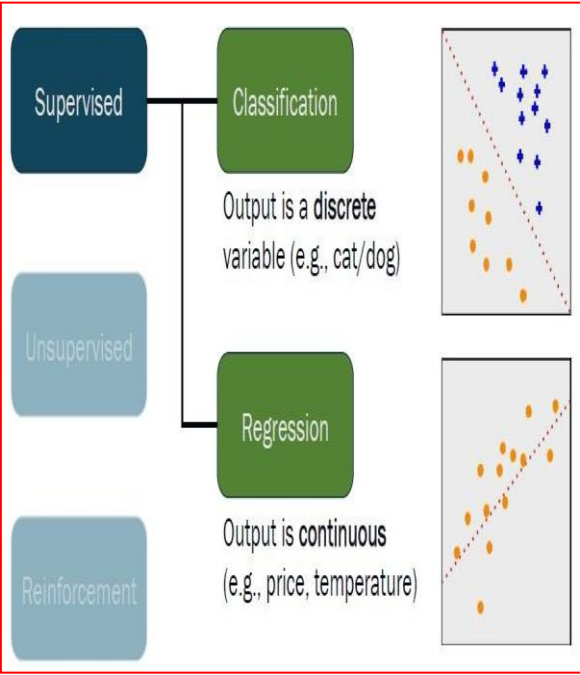 Supervised
Classification
Output is a discrete
variable (e.g., cat/dog)
Unsupervised
Regression
Output is continuous
(e.g., price, temperature)
Reinforcement